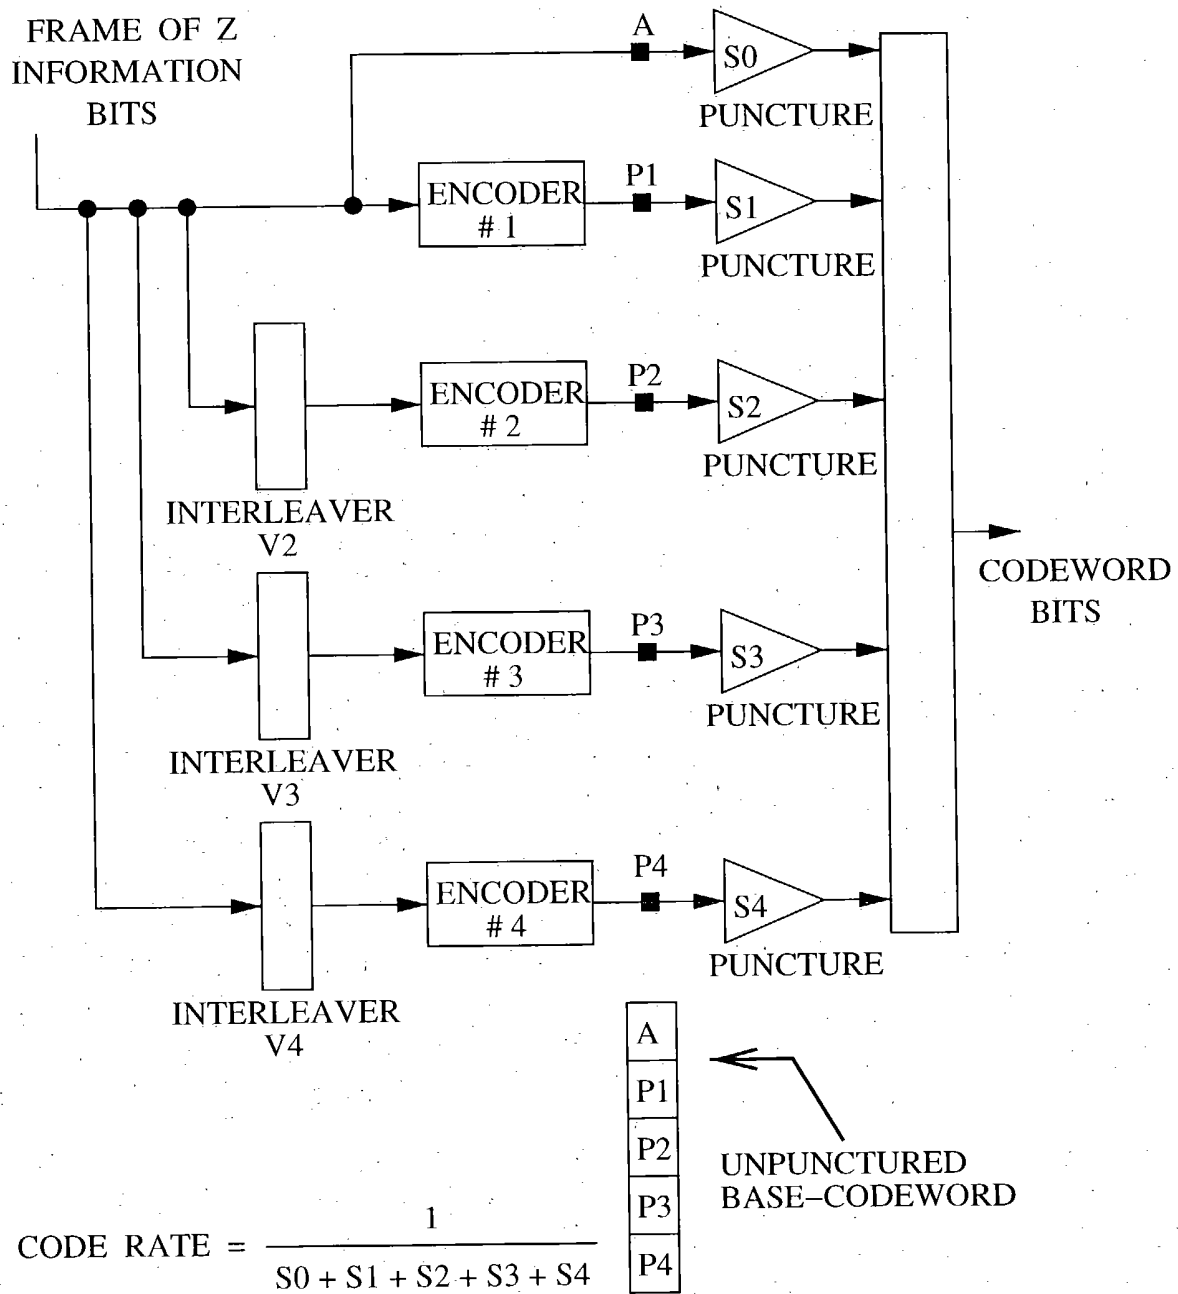 FRAME OF Z
INFORMATION
BITS
A
S0
PUNCTURE
ENCODER
# 1
P1
S1
PUNCTURE
INTERLEAVER
V2
ENCODER
# 2
P2
S2
PUNCTURE
INTERLEAVER
V3
ENCODER
# 3
P3
S3
PUNCTURE
INTERLEAVER
V4
ENCODER
# 4
P4
S4
PUNCTURE
CODEWORD
BITS
A
P1
P2
P3
P4
UNPUNCTURED
BASE–CODEWORD
CODE RATE =
1
S0 + S1 + S2 + S3 + S4